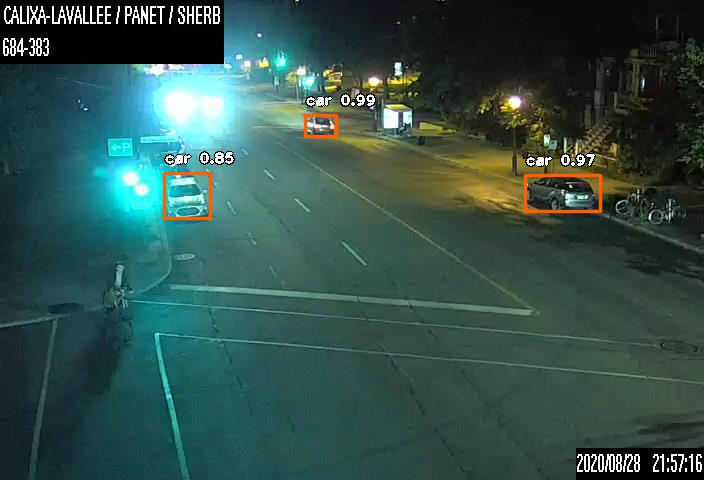 CALIXA-LAVALLEE / PANET / SHERB
684-383
car 0.99
car 0.85
car 0.97
P
2020/08/28 21:57:16